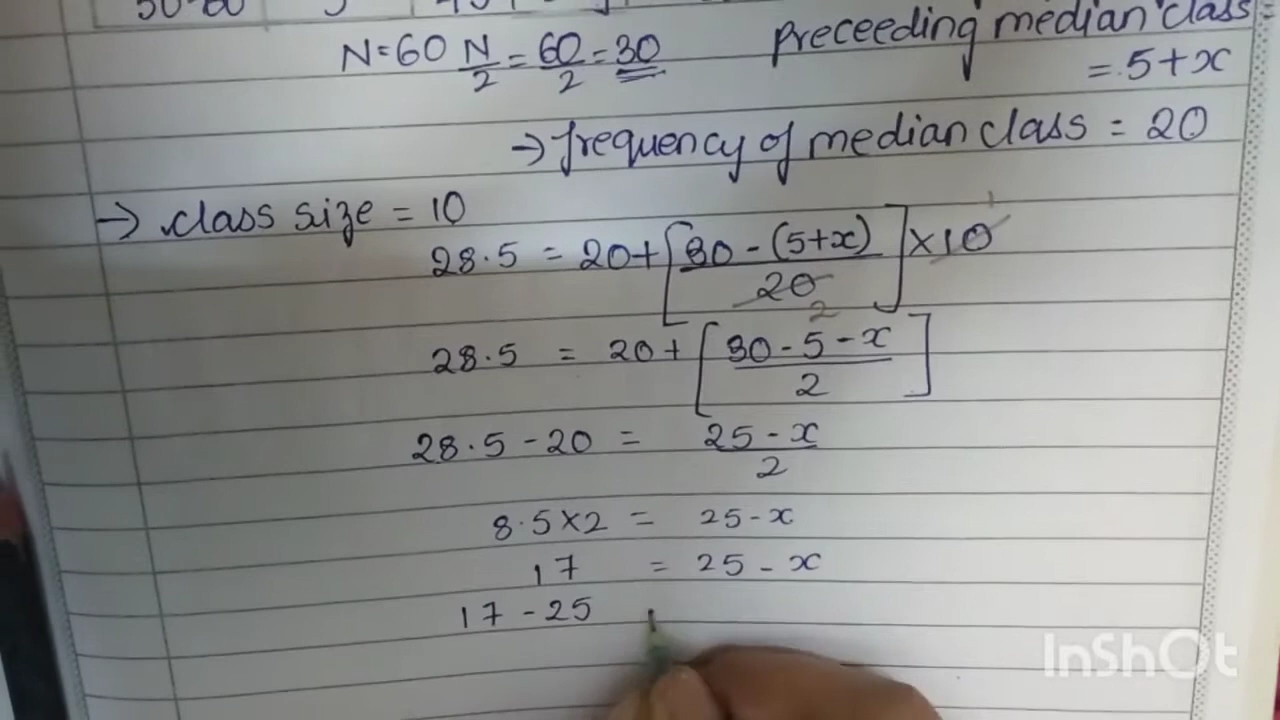 preceeding median class =
N=60 N/2 = 60/2 = 30
= 5+x
→ frequency of median class = 20
→ class size = 10
28.5 = 20+[30-(5+x)/20]×10
2
28.5 = 20+[30-5-x/2]
28.5-20 = 25-x/2
8.5×2 = 25-x
17 = 25-x
17-25
InShOt